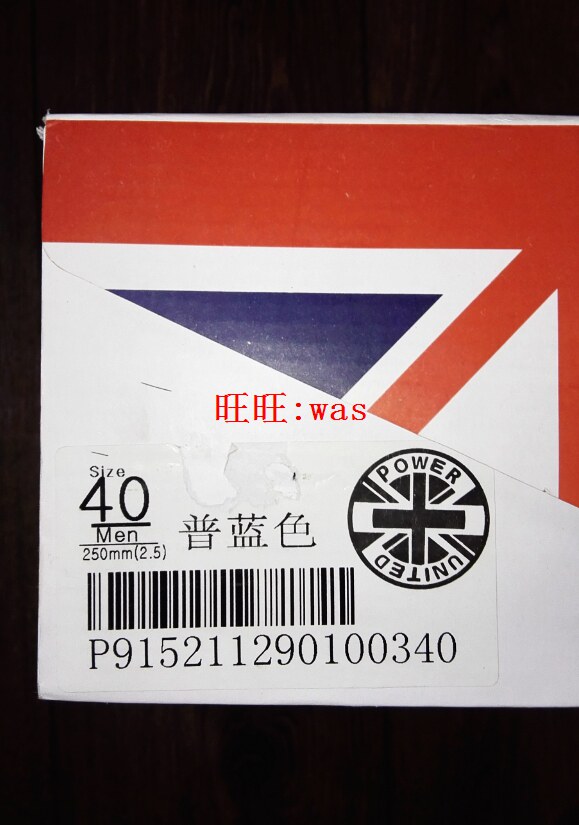 旺旺:was
Size
40
Men
250mm(2.5)
普蓝色
POWER
UNITED
P915211290100340